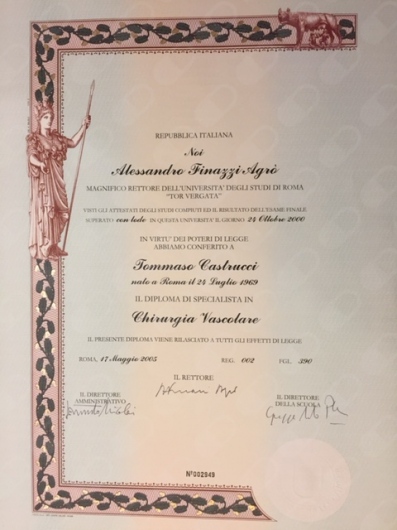 REPUBBLICA ITALIANA
Noi
Alessandro Finazzi Agrò
MAGNIFICO RETTORE DELL'UNIVERSITA' DEGLI STUDI DI ROMA
"TOR VERGATA"
VISTI GLI ATTESTATI DEGLI STUDI COMPIUTI ED IL RISULTATO DELL'ESAME FINALE
SUPERATO con lode IN QUESTA UNIVERSITA' IL GIORNO 24 Ottobre 2000
IN VIRTU' DEI POTERI DI LEGGE
ABBIAMO CONFERITO A
Tommaso Castrucci
nato a Roma il 24 Luglio 1969
IL DIPLOMA DI SPECIALISTA IN
Chirurgia Vascolare
IL PRESENTE DIPLOMA VIENE RILASCIATO A TUTTI GLI EFFETTI DI LEGGE
ROMA, 17 Maggio 2005 REG. 002 FGL. 390
IL RETTORE
IL DIRETTORE
AMMINISTRATIVO
IL DIRETTORE
DELLA SCUOLA
N°002949